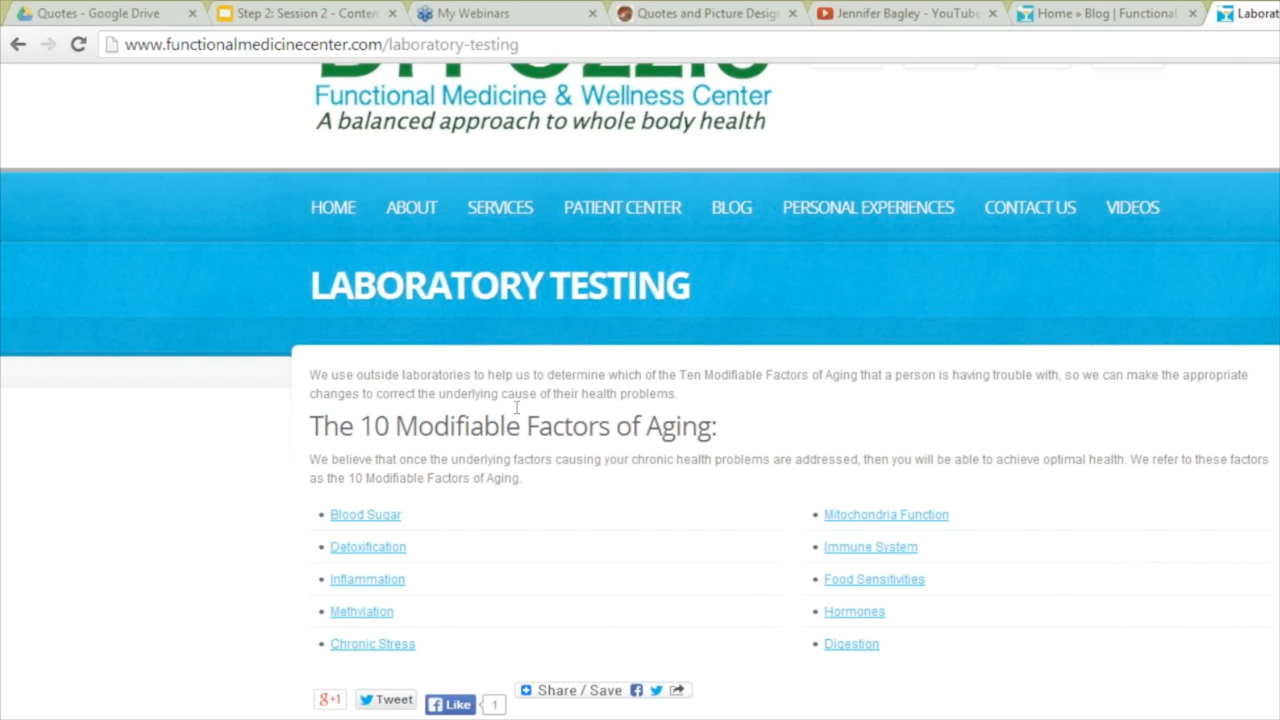 Quotes - Google Drive
Step 2: Session 2 - Conten
My Webinars
Quotes and Picture Desig
Jennifer Bagley - YouTube
Home » Blog | Functional
Laborat
www.functionalmedicinecenter.com/laboratory-testing
Functional Medicine & Wellness Center
A balanced approach to whole body health
HOME ABOUT SERVICES PATIENT CENTER BLOG PERSONAL EXPERIENCES CONTACT US VIDEOS
LABORATORY TESTING
We use outside laboratories to help us to determine which of the Ten Modifiable Factors of Aging that a person is having trouble with, so we can make the appropriate
changes to correct the underlying cause of their health problems.
The 10 Modifiable Factors of Aging:
We believe that once the underlying factors causing your chronic health problems are addressed, then you will be able to achieve optimal health. We refer to these factors
as the 10 Modifiable Factors of Aging.
• Blood Sugar
• Detoxification
• Inflammation
• Methylation
• Chronic Stress
• Mitochondria Function
• Immune System
• Food Sensitivities
• Hormones
• Digestion
g+1
Tweet
Like 1
Share / Save